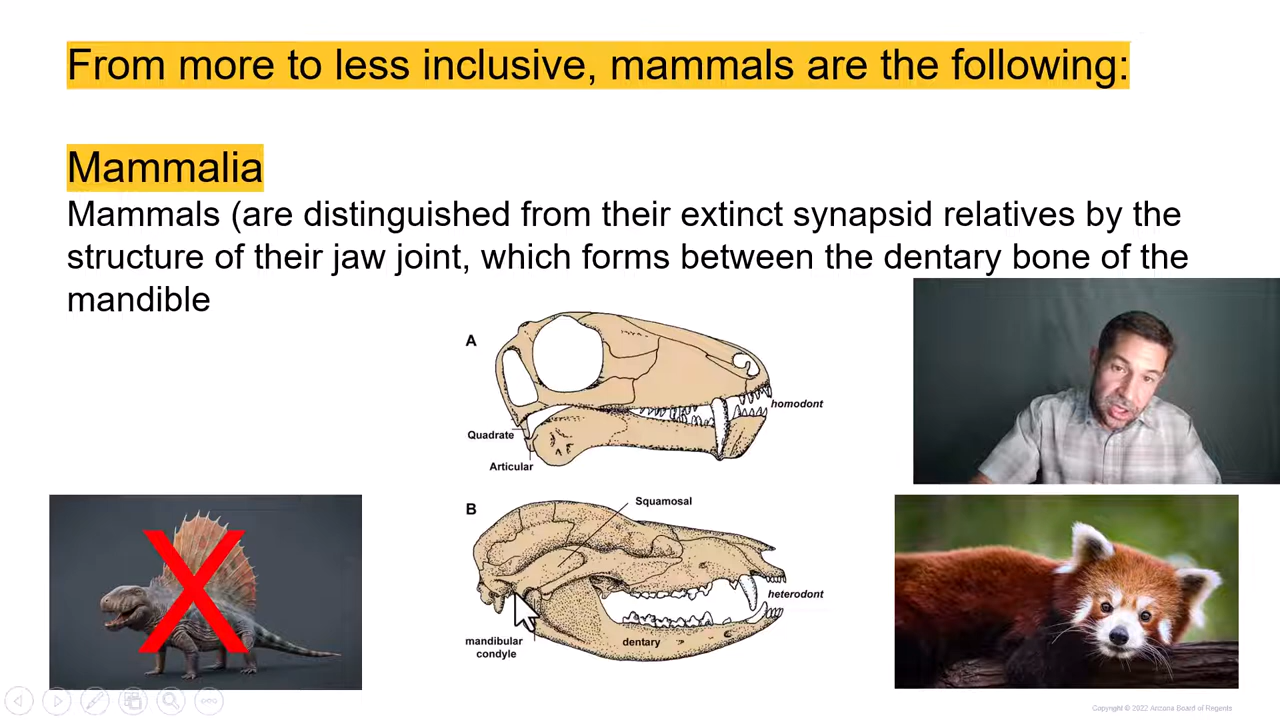 From more to less inclusive, mammals are the following:
Mammalia
Mammals (are distinguished from their extinct synapsid relatives by the
structure of their jaw joint, which forms between the dentary bone of the
mandible
A
homodont
Quadrate
Articular
B
Squamosal
heterodont
mandibular
condyle
dentary
X
Copyright © 2022 Arizona Board of Regents